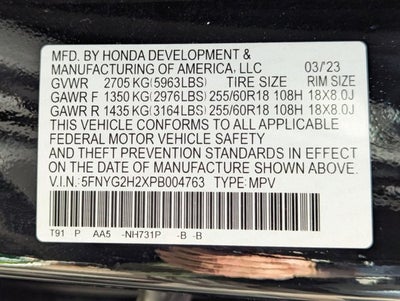 MFD. BY HONDA DEVELOPMENT &
MANUFACTURING OF AMERICA, LLC 03/23
GVWR 2705 KG(5963LBS) TIRE SIZE RIM SIZE
GAWR F 1350 KG(2976LBS) 255/60R18 108H 18X8.0J
GAWR R 1435 KG(3164LBS) 255/60R18 108H 18X8.0J
THIS VEHICLE CONFORMS TO ALL APPLICABLE
FEDERAL MOTOR VEHICLE SAFETY
AND THEFT PREVENTION STANDARDS IN EFFECT
ON THE DATE OF MANUFACTURE SHOWN ABOVE.
V.I.N.: 5FNYG2H2XPB004763 TYPE: MPV
T91 P AA5 -NH731P -B -B